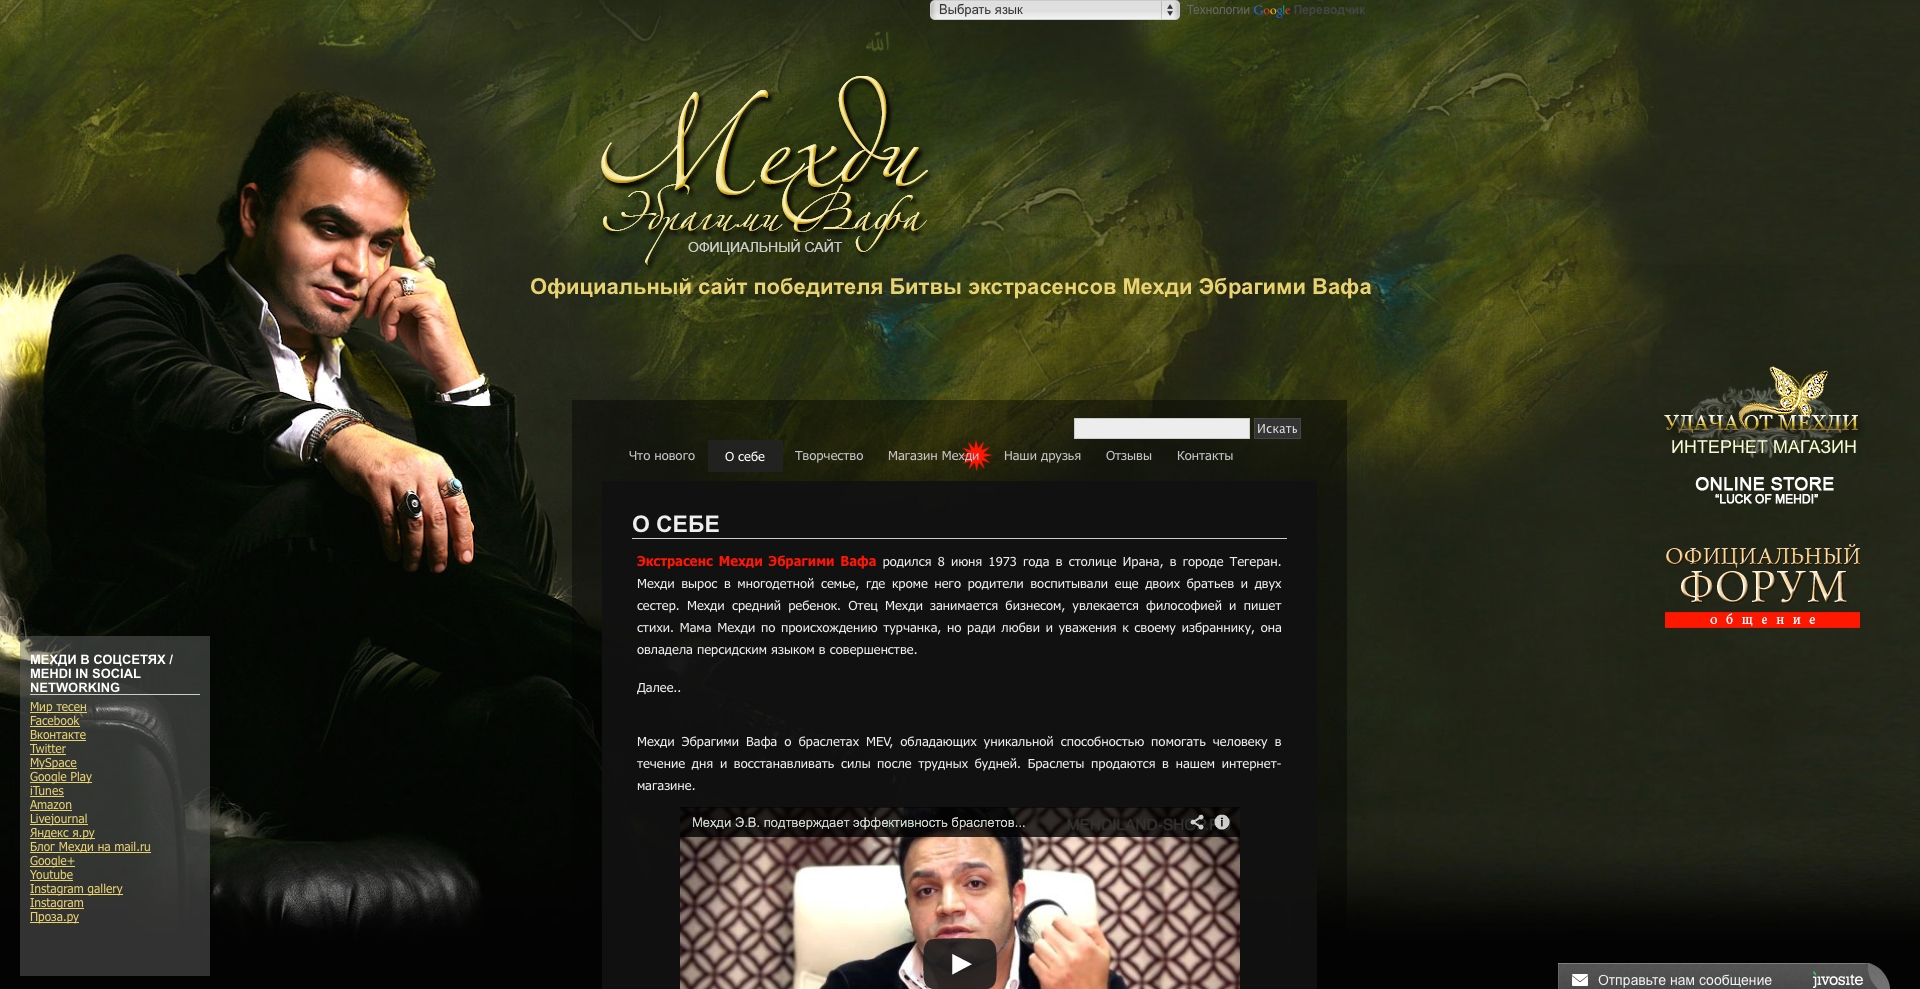 Выбрать язык
Технологии Google Переводчик
محمد
الله
Мехди
Эбрагими Вафа
ОФИЦИАЛЬНЫЙ САЙТ
Официальный сайт победителя Битвы экстрасенсов Мехди Эбрагими Вафа
Искать
Что нового
О себе
Творчество
Магазин Мехди
Наши друзья
Отзывы
Контакты
О СЕБЕ
Экстрасенс Мехди Эбрагими Вафа родился 8 июня 1973 года в столице Ирана, в городе Тегеран.
Мехди вырос в многодетной семье, где кроме него родители воспитывали еще двоих братьев и двух
сестер. Мехди средний ребенок. Отец Мехди занимается бизнесом, увлекается философией и пишет
стихи. Мама Мехди по происхождению турчанка, но ради любви и уважения к своему избраннику, она
овладела персидским языком в совершенстве.
Далее..
Мехди Эбрагими Вафа о браслетах MEV, обладающих уникальной способностью помогать человеку в
течение дня и восстанавливать силы после трудных будней. Браслеты продаются в нашем интернет-
магазине.
Мехди Э.В. подтверждает эффективность браслетов...
УДАЧА ОТ МЕХДИ
ИНТЕРНЕТ МАГАЗИН
ONLINE STORE
“LUCK OF MEHDI”
ОФИЦИАЛЬНЫЙ
ФОРУМ
общение
МЕХДИ В СОЦСЕТЯХ /
MEHDI IN SOCIAL
NETWORKING
Мир тесен
Facebook
Вконтакте
Twitter
MySpace
Google Play
iTunes
Amazon
Livejournal
Яндекс я.ру
Блог Мехди на mail.ru
Google+
Youtube
Instagram gallery
Instagram
Проза.ру
Отправьте нам сообщение
jivosite